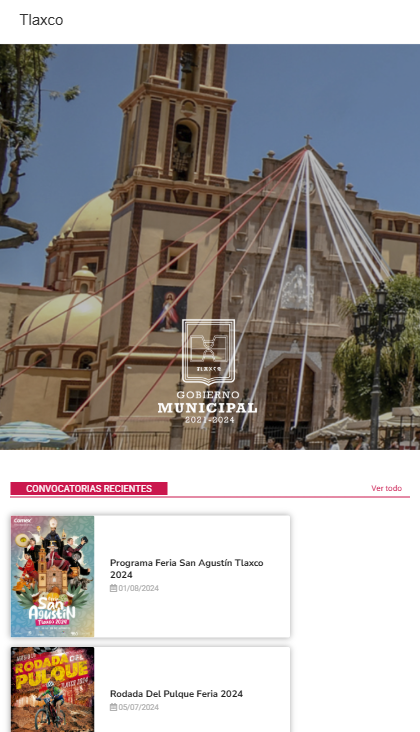 Tlaxco
Tlaxco
GOBIERNO
MUNICIPAL
2021-2024
CONVOCATORIAS RECIENTES
Ver todo
Comex
San
Agustín
Tlaxco 2024
Programa Feria San Agustín Tlaxco
2024
01/08/2024
RODADA DEL
PULQUE
Rodada Del Pulque Feria 2024
05/07/2024